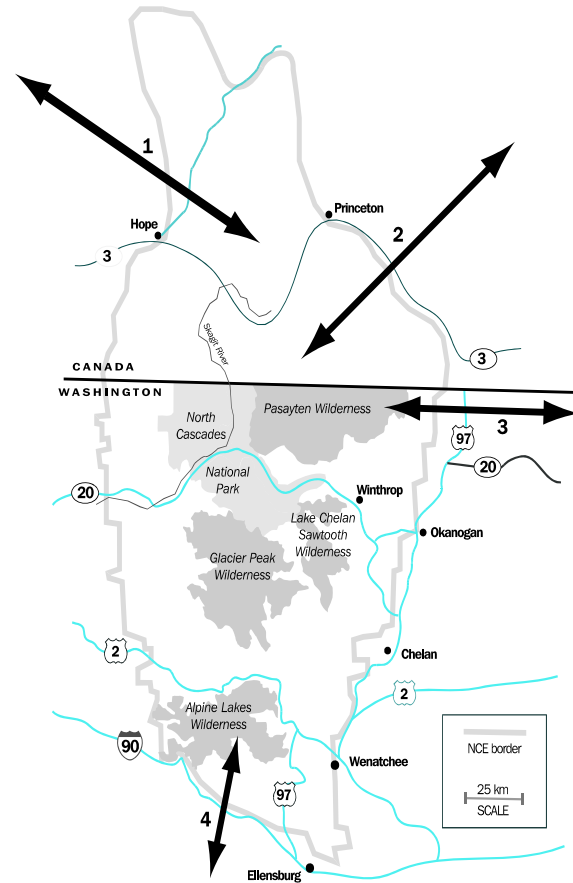 1
Princeton
Hope
2
3
Skagit River
3
CANADA
WASHINGTON
Pasayten Wilderness
North
Cascades
3
97
National
Park
20
20
Winthrop
Lake Chelan
Sawtooth
Wilderness
Okanogan
Glacier Peak
Wilderness
2
Chelan
2
Alpine Lakes
Wilderness
90
NCE border
Wenatchee
97
25 km
SCALE
4
Ellensburg